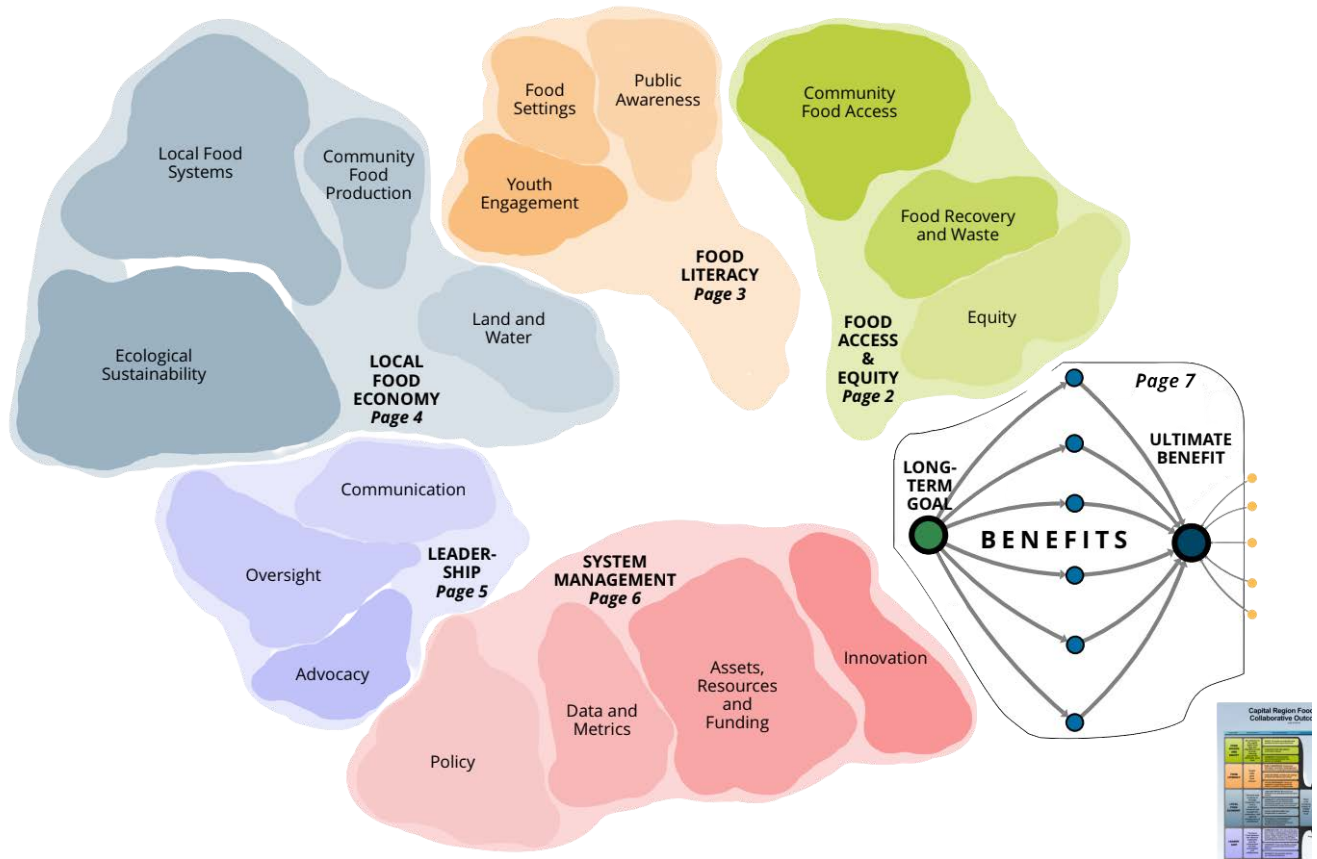 Local Food
Systems
Community
Food
Production
Ecological
Sustainability
Land and
Water
LOCAL
FOOD
ECONOMY
Page 4
Food
Settings
Public
Awareness
Youth
Engagement
FOOD
LITERACY
Page 3
Community
Food Access
Food Recovery
and Waste
Equity
FOOD
ACCESS
&
EQUITY
Page 2
Page 7
LONG-
TERM
GOAL
BENEFITS
ULTIMATE
BENEFIT
Communication
Oversight
Advocacy
LEADER-
SHIP
Page 5
SYSTEM
MANAGEMENT
Page 6
Policy
Data and
Metrics
Assets,
Resources
and
Funding
Innovation
Capital Region Foo
Collaborative Outco